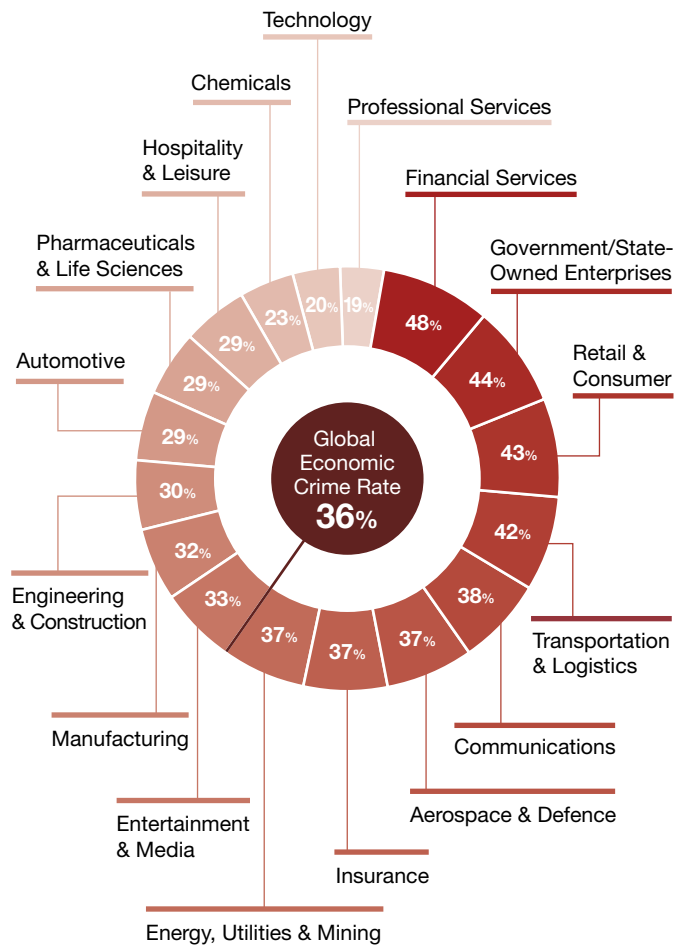 Technology
Chemicals
Professional Services
Hospitality
& Leisure
Financial Services
Pharmaceuticals
& Life Sciences
Government/State-
Owned Enterprises
Automotive
Retail &
Consumer
19%
48%
44%
43%
42%
38%
37%
37%
37%
33%
32%
30%
29%
29%
29%
23%
20%
Global
Economic
Crime Rate
36%
Engineering
& Construction
Transportation
& Logistics
Manufacturing
Communications
Entertainment
& Media
Aerospace & Defence
Insurance
Energy, Utilities & Mining